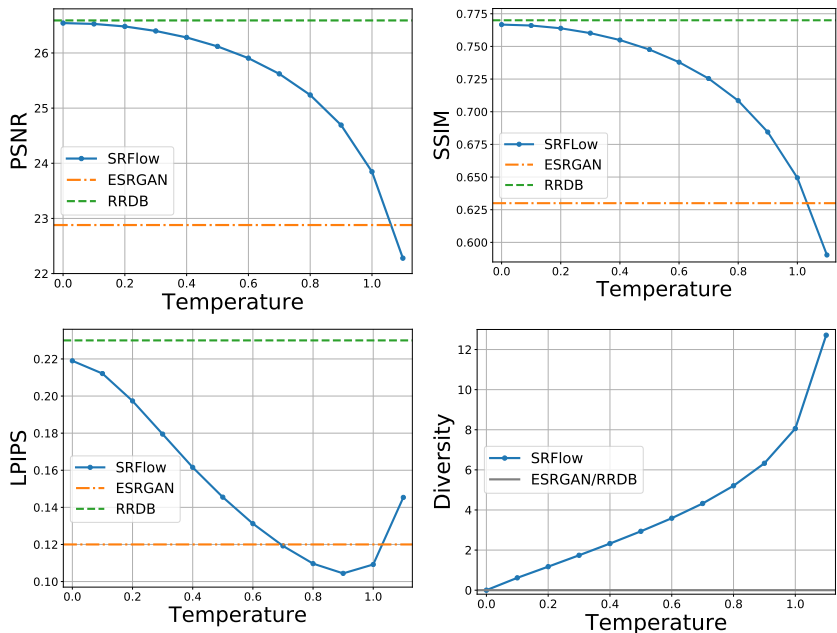 PSNR
26
25
24
23
22
SRFlow
ESRGAN
RRDB
0.0 0.2 0.4 0.6 0.8 1.0
Temperature
SSIM
0.775
0.750
0.725
0.700
0.675
0.650
0.625
0.600
SRFLow
ESRGAN
RRDB
0.0 0.2 0.4 0.6 0.8 1.0
Temperature
LPIPS
0.22
0.20
0.18
0.16
0.14
0.12
0.10
SRFlow
ESRGAN
RRDB
0.0 0.2 0.4 0.6 0.8 1.0
Temperature
Diversity
12
10
8
6
4
2
0
SRFlow
ESRGAN/RRDB
0.0 0.2 0.4 0.6 0.8 1.0
Temperature